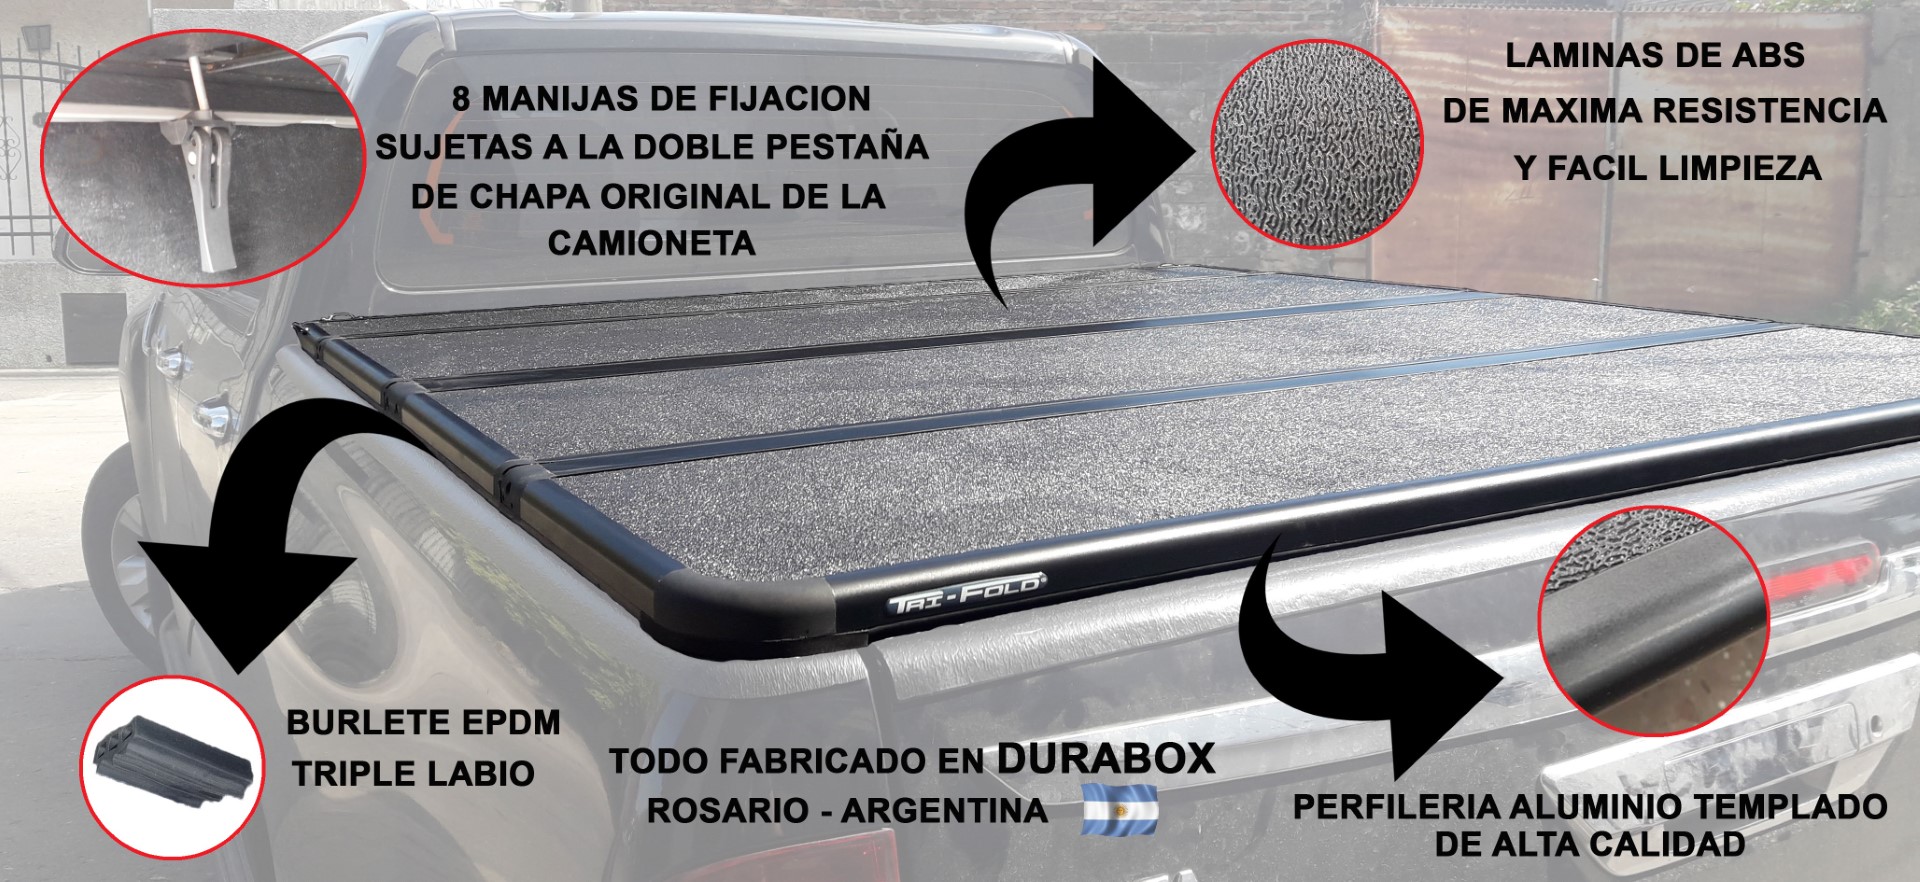 8 MANIJAS DE FIJACION
SUJETAS A LA DOBLE PESTAÑA
DE CHAPA ORIGINAL DE LA
CAMIONETA
LAMINAS DE ABS
DE MAXIMA RESISTENCIA
Y FACIL LIMPIEZA
TRI-FOLD®
BURLETE EPDM
TRIPLE LABIO
TODO FABRICADO EN DURABOX
ROSARIO - ARGENTINA
PERFILERIA ALUMINIO TEMPLADO
DE ALTA CALIDAD